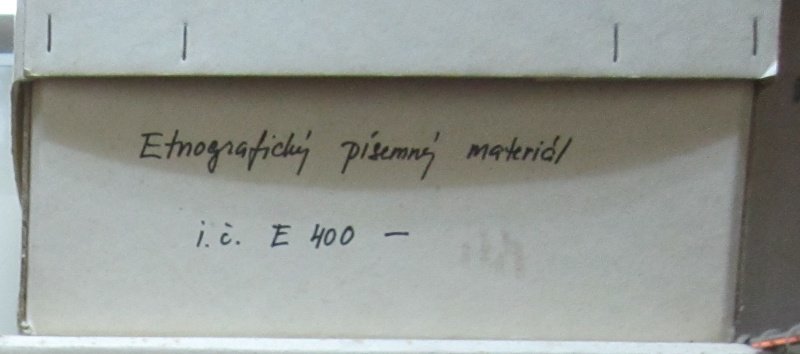 Etnografický písemný materiál
i.č. E 400 –